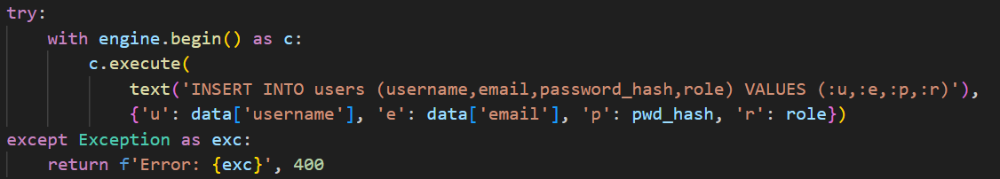 try:
    with engine.begin() as c:
        c.execute(
            text('INSERT INTO users (username,email,password_hash,role) VALUES (:u,:e,:p,:r)'),
            {'u': data['username'], 'e': data['email'], 'p': pwd_hash, 'r': role})
except Exception as exc:
    return f'Error: {exc}', 400